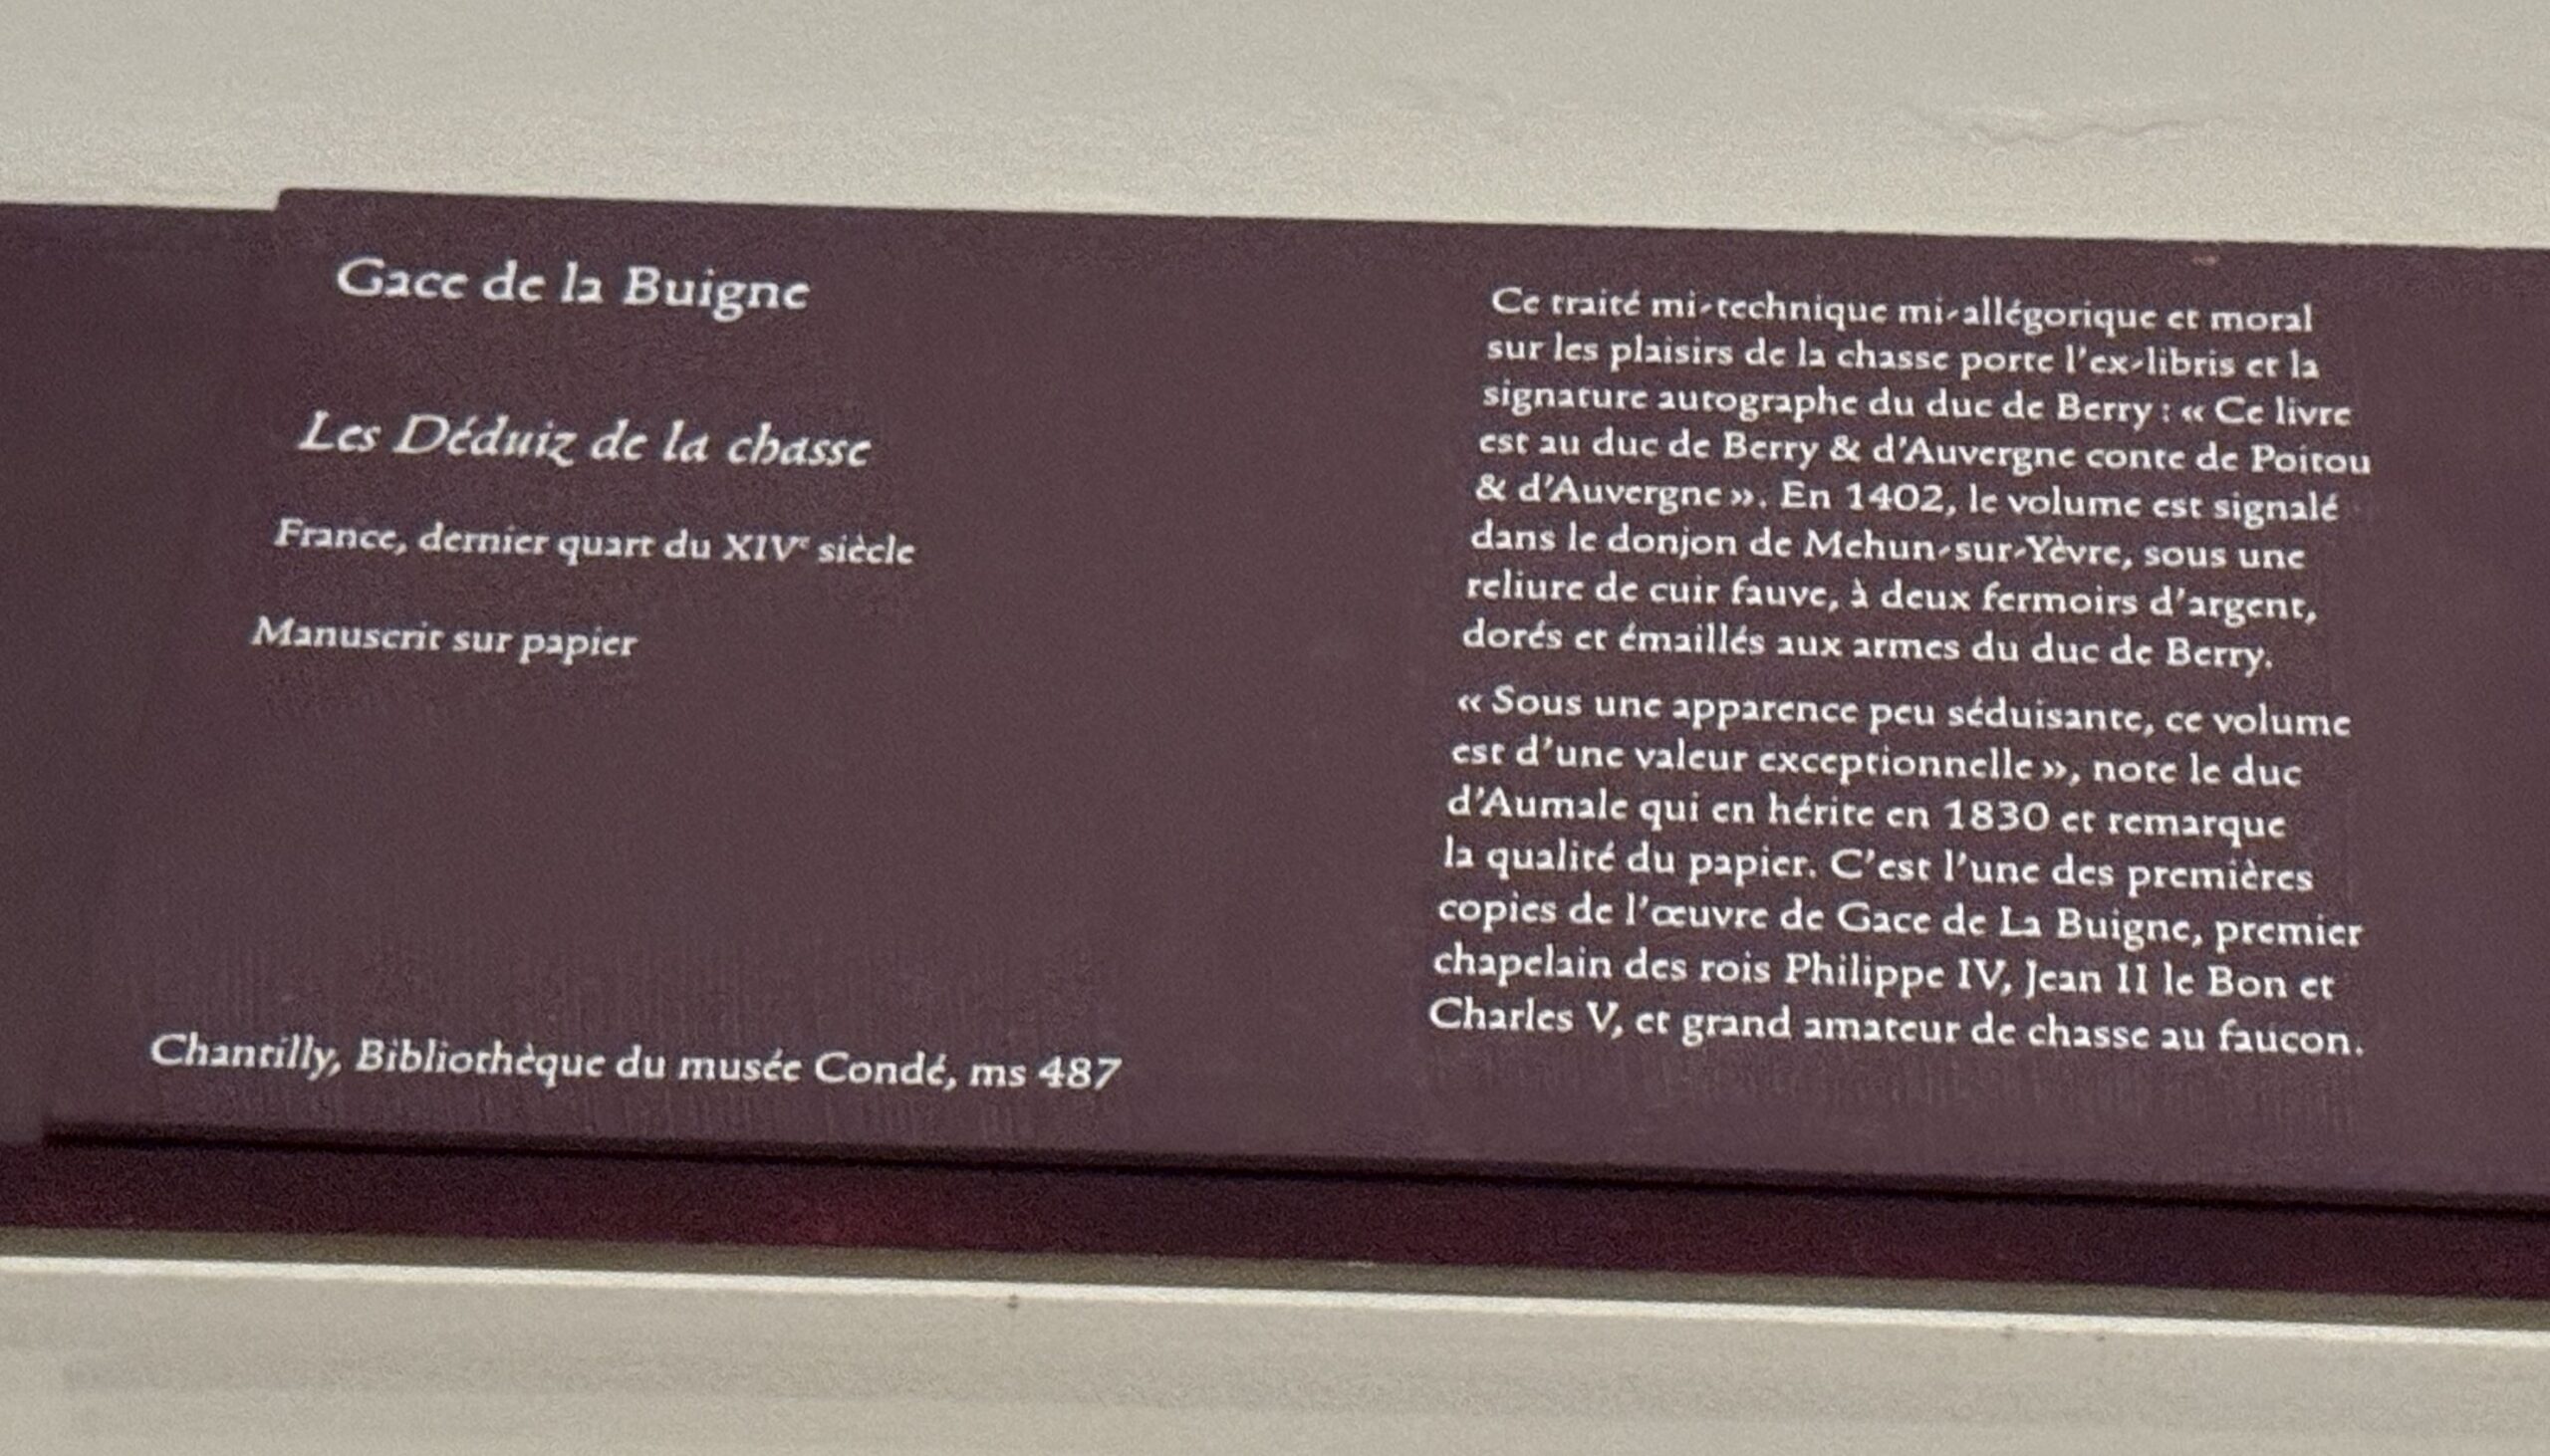 Gace de la Buigne
Les Déduiz de la chasse
France, dernier quart du XIVᵉ siècle
Manuscrit sur papier
Chantilly, Bibliothèque du musée Condé, ms 487
Ce traité mi-technique mi-allégorique et moral
sur les plaisirs de la chasse porte l'ex-libris et la
signature autographe du duc de Berry : « Ce livre
est au duc de Berry & d'Auvergne conte de Poitou
& d'Auvergne ». En 1402, le volume est signalé
dans le donjon de Mehun-sur-Yèvre, sous une
reliure de cuir fauve, à deux fermoirs d'argent,
dorés et émaillés aux armes du duc de Berry.
« Sous une apparence peu séduisante, ce volume
est d'une valeur exceptionnelle », note le duc
d'Aumale qui en hérite en 1830 et remarque
la qualité du papier. C'est l'une des premières
copies de l'œuvre de Gace de La Buigne, premier
chapelain des rois Philippe IV, Jean II le Bon et
Charles V, et grand amateur de chasse au faucon.